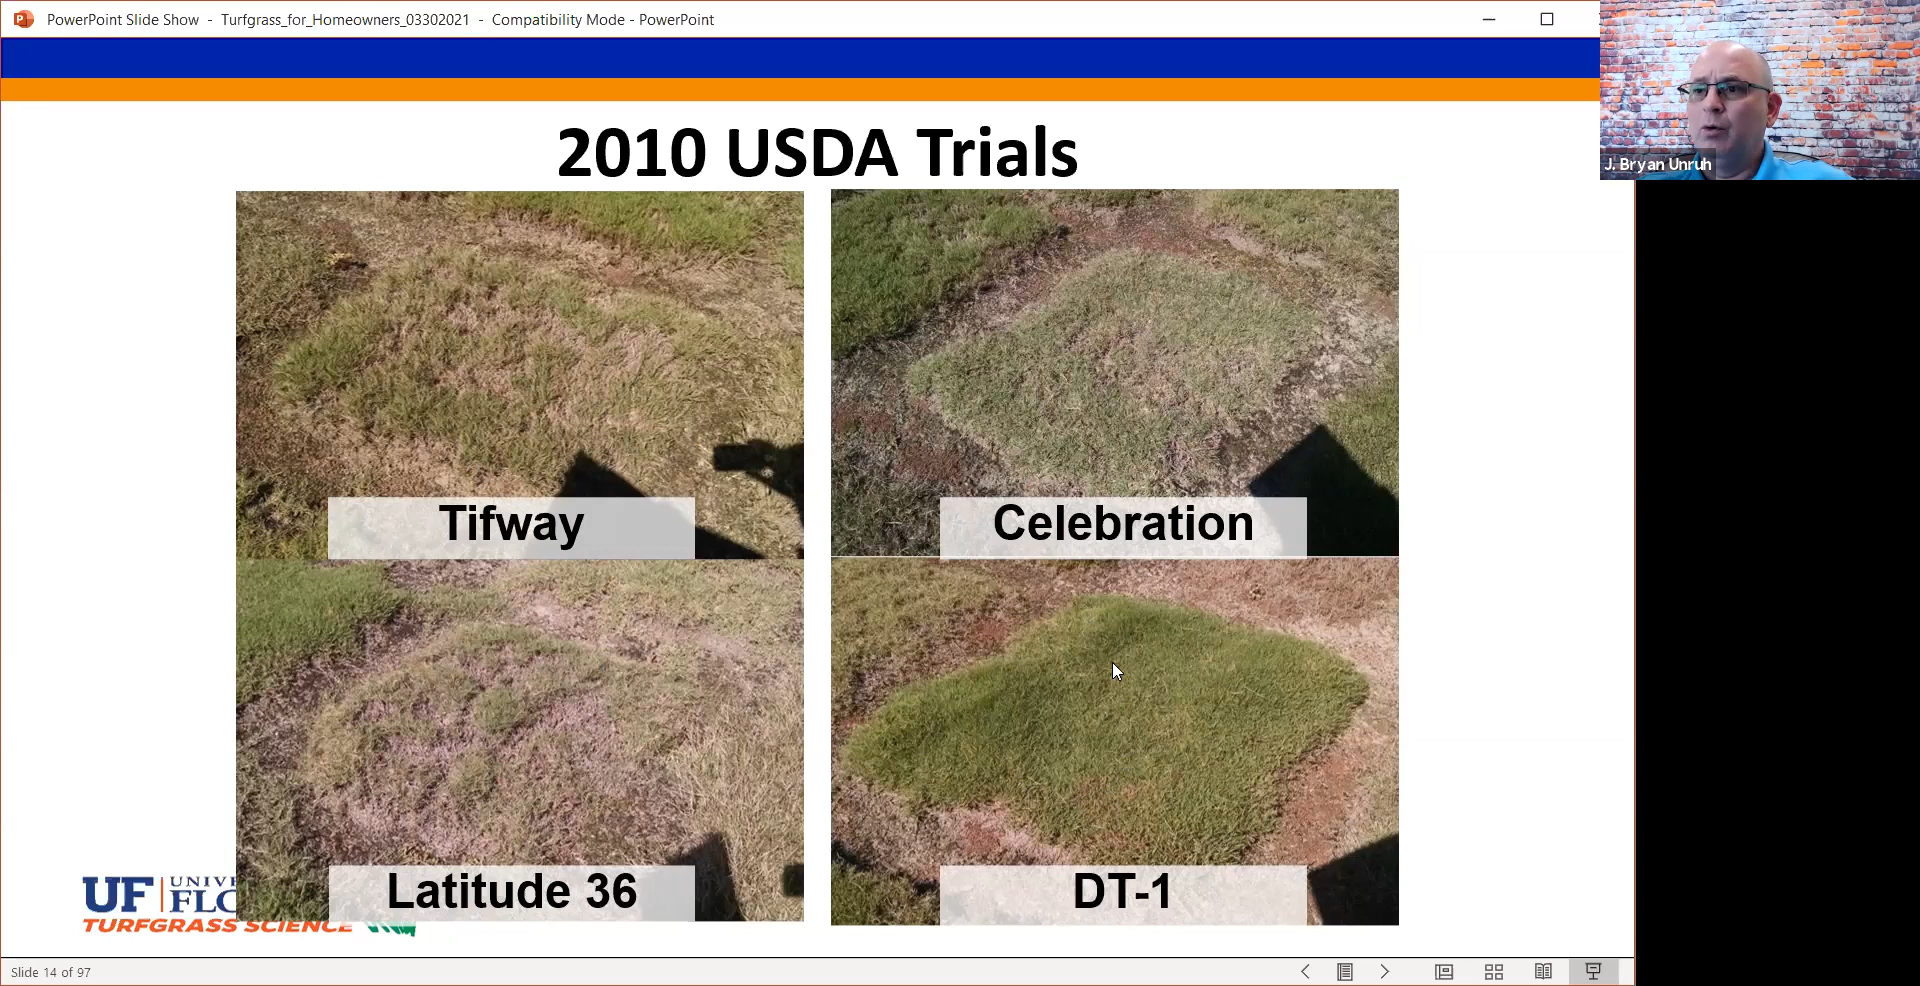 PowerPoint Slide Show - Turfgrass_for_Homeowners_03302021 - Compatibility Mode - PowerPoint
J. Bryan Unruh
2010 USDA Trials
Tifway
Celebration
Latitude 36
DT-1
UF
TURFGRASS SCIENCE
Slide 14 of 97